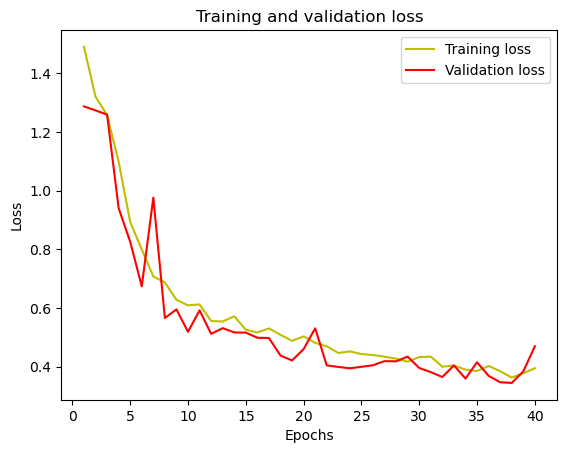 Training and validation loss
Training loss
Validation loss
Loss
1.4
1.2
1.0
0.8
0.6
0.4
0 5 10 15 20 25 30 35 40
Epochs